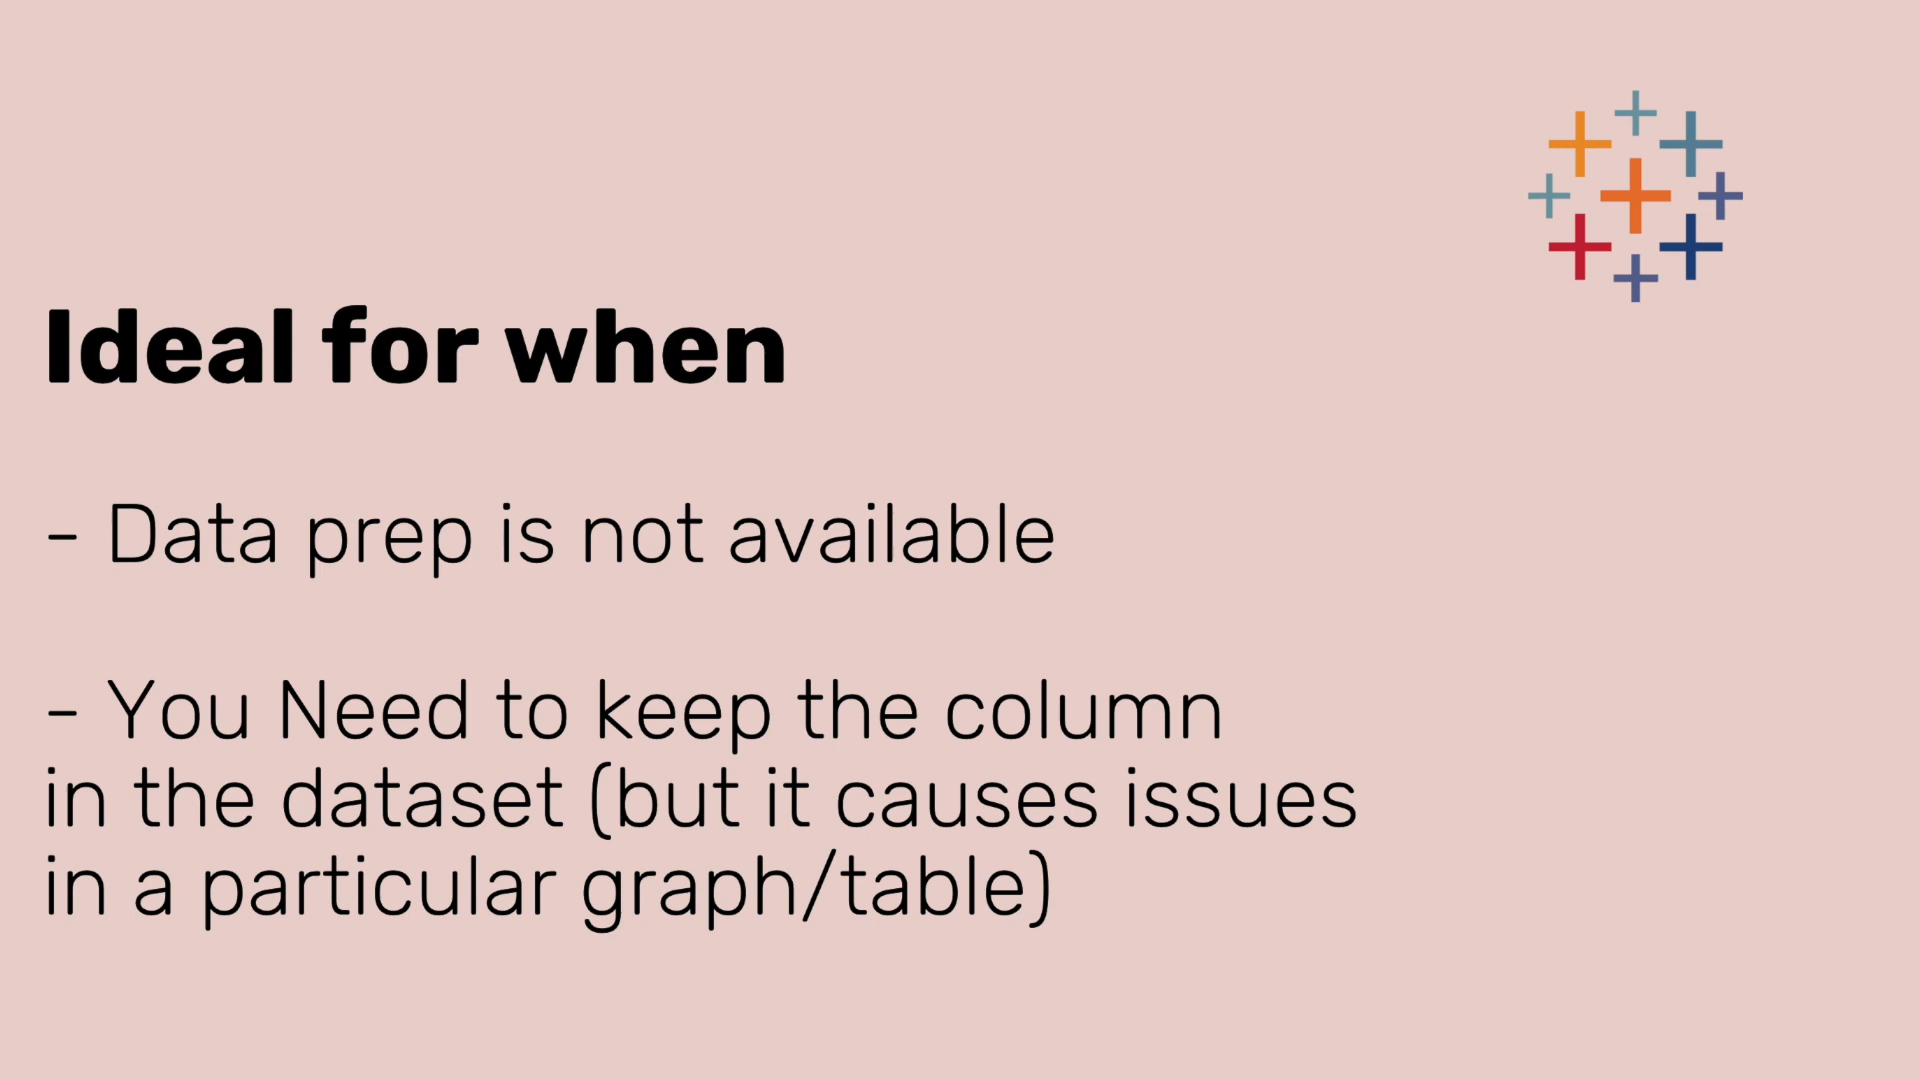 Ideal for when
- Data prep is not available
- You Need to keep the column
in the dataset (but it causes issues
in a particular graph/table)